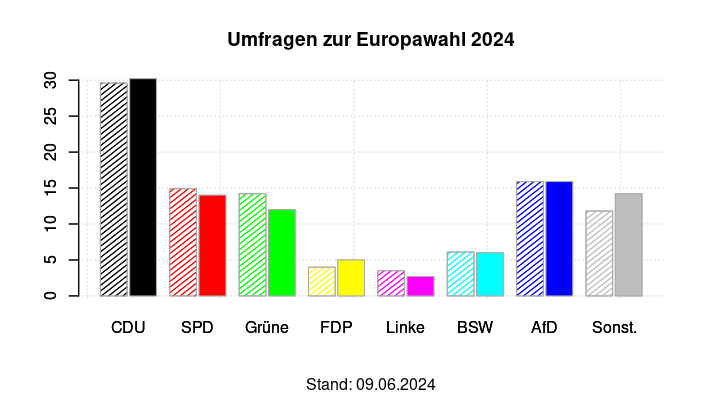 Umfragen zur Europawahl 2024
30
25
20
15
10
5
0
CDU SPD Grüne FDP Linke BSW AfD Sonst.
Stand: 09.06.2024